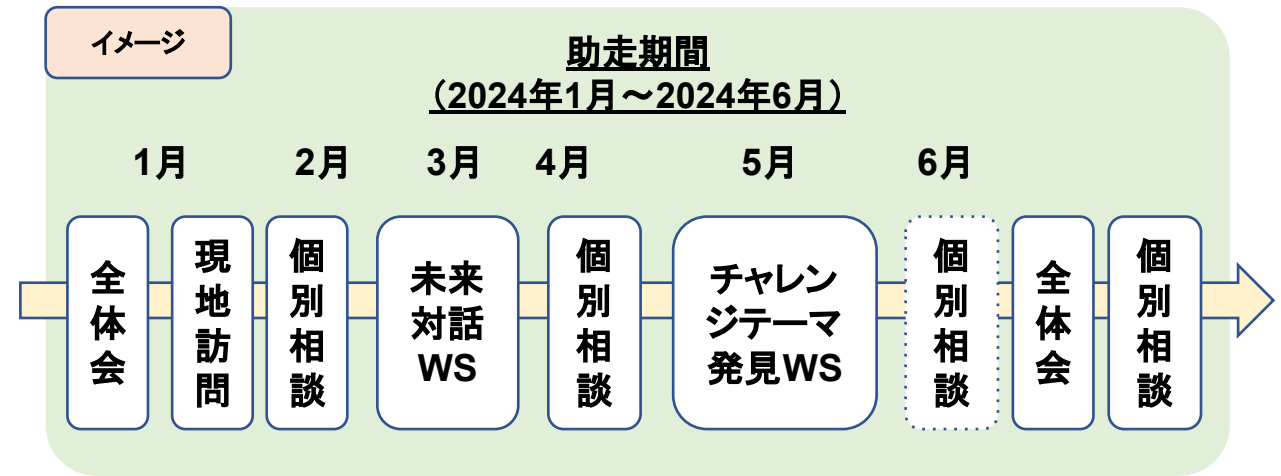 イメージ
助走期間
（2024年1月～2024年6月）
1月 2月 3月 4月 5月 6月
全体会
現地訪問
個別相談
未来
対話
WS
個別相談
チャレン
ジテーマ
発見WS
個別相談
全体会
個別相談